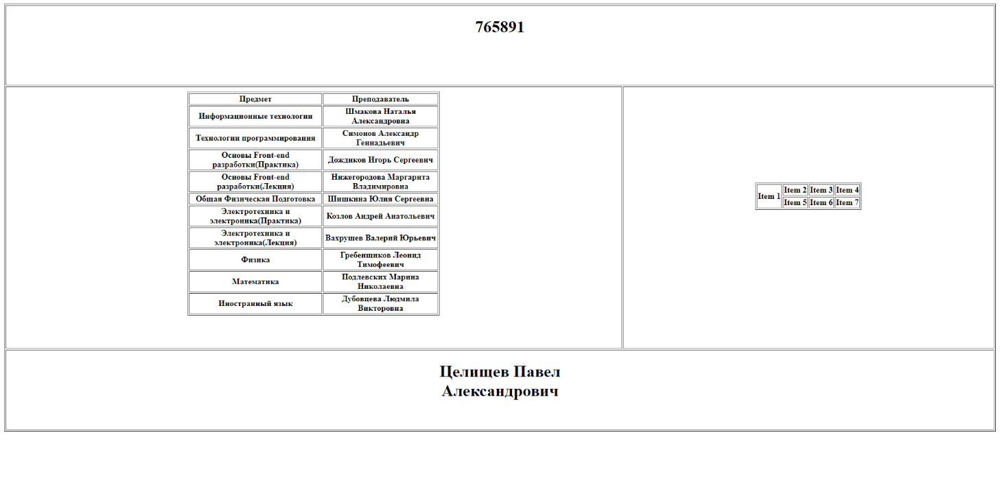 765891
Предмет Преподаватель
Информационные технологии Шмакова Наталья
Александровна
Технологии программирования Симонов Александр
Геннадьевич
Основы Front-end
разработки(Практика) Дождиков Игорь Сергеевич
Основы Front-end
разработки(Лекция) Нижегородова Маргарита
Владимировна
Общая Физическая Подготовка Шишкина Юлия Сергеевна
Электротехника и
электроника(Практика) Козлов Андрей Анатольевич
Электротехника и
электроника(Лекция) Вахрушев Валерий Юрьевич
Физика Гребенщиков Леонид
Тимофеевич
Математика Подлевских Марина
Николаевна
Иностранный язык Дубовцева Людмила
Викторовна
Item 1 Item 2 Item 3 Item 4
Item 5 Item 6 Item 7
Целищев Павел
Александрович